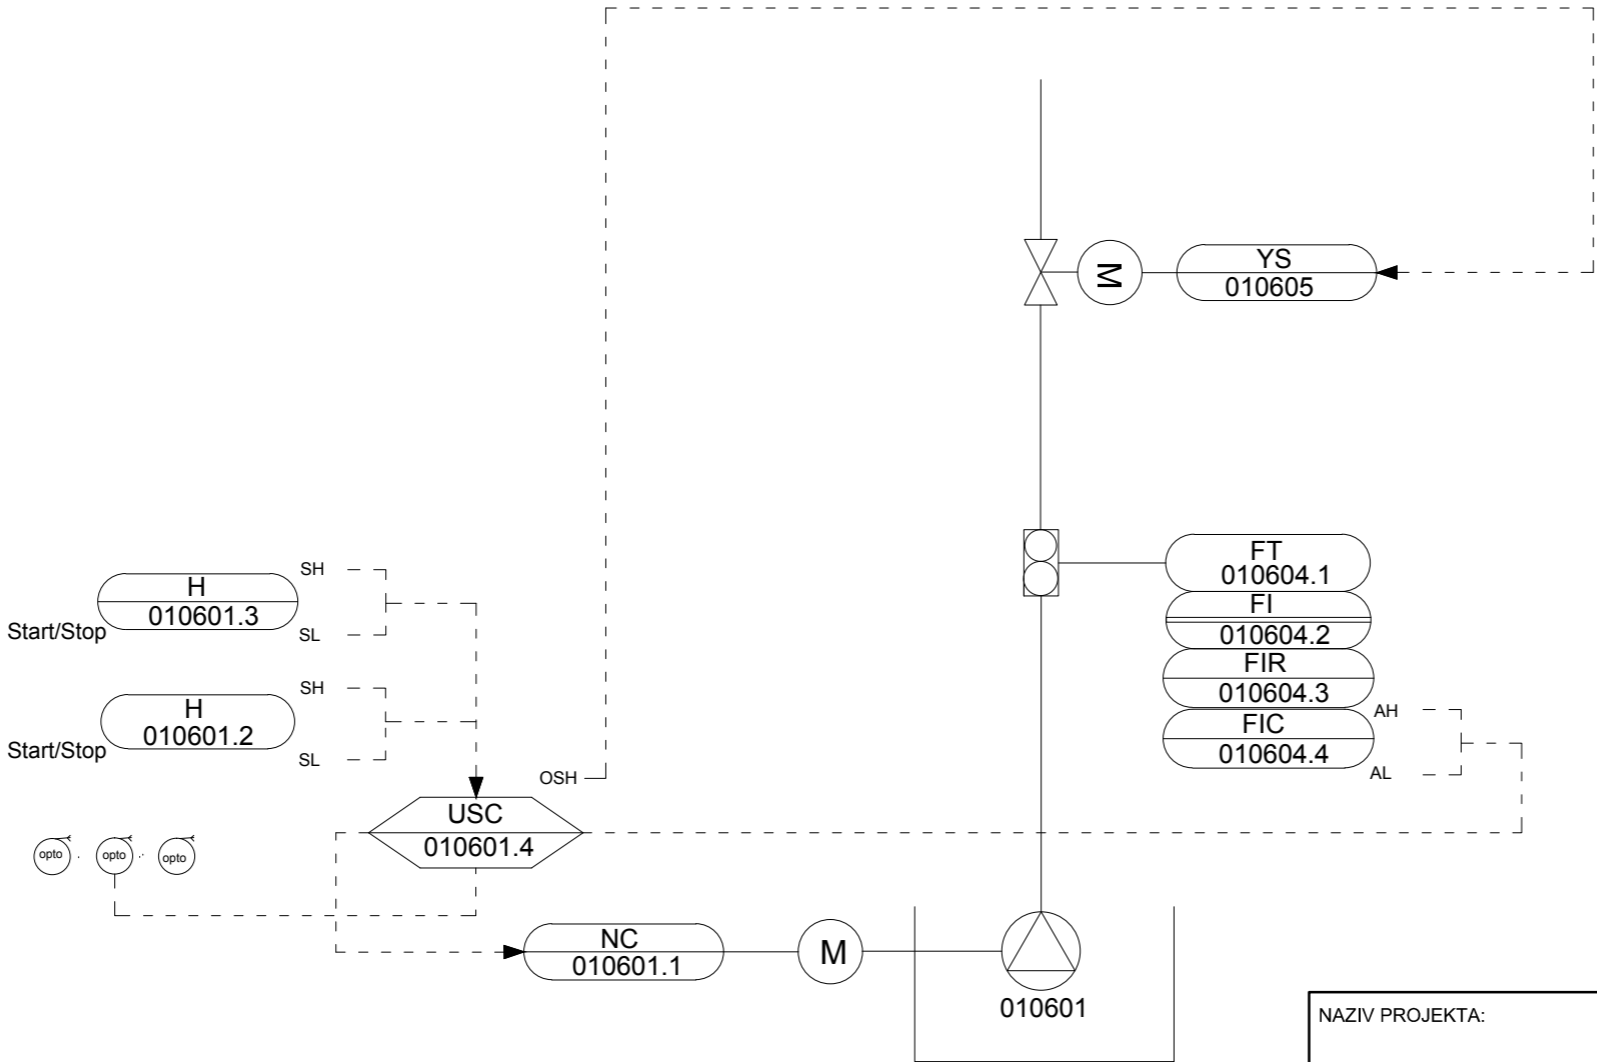 YS
010605
M
FT
010604.1
FI
010604.2
FIR
010604.3
FIC
010604.4
AH
AL
H
010601.3
SH
SL
Start/Stop
H
010601.2
SH
SL
Start/Stop
OSH
USC
010601.4
opto
opto
opto
NC
010601.1
M
010601
NAZIV PROJEKTA: